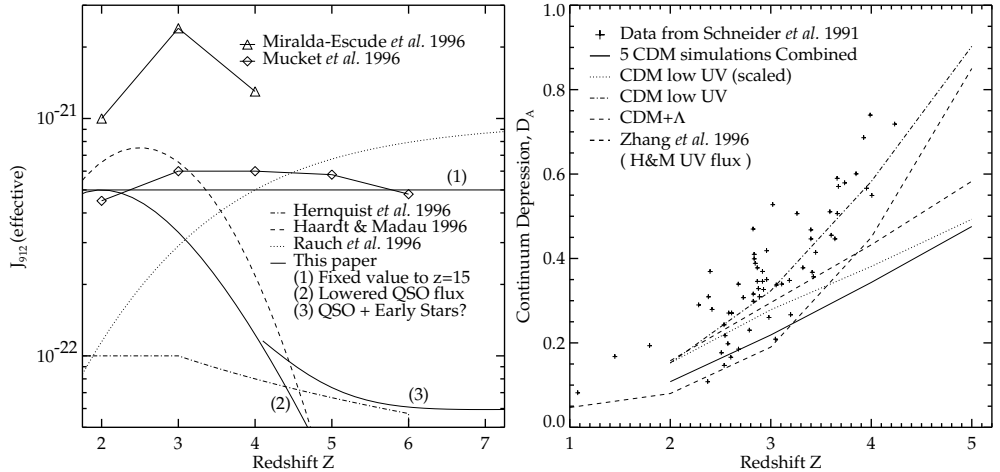 Miralda-Escude et al. 1996
Mucket et al. 1996
10⁻²¹
J₉₁₂ (effective)
(1)
Hernquist et al. 1996
Haardt & Madau 1996
Rauch et al. 1996
This paper
(1) Fixed value to z=15
(2) Lowered QSO flux
(3) QSO + Early Stars?
10⁻²²
(2)
(3)
2 3 4 5 6 7
Redshift Z
1.0
0.8
0.6
0.4
0.2
0.0
Continuum Depression, D_A
Data from Schneider et al. 1991
5 CDM simulations Combined
CDM low UV (scaled)
CDM low UV
CDM+Λ
Zhang et al. 1996
( H&M UV flux )
1 2 3 4 5
Redshift Z